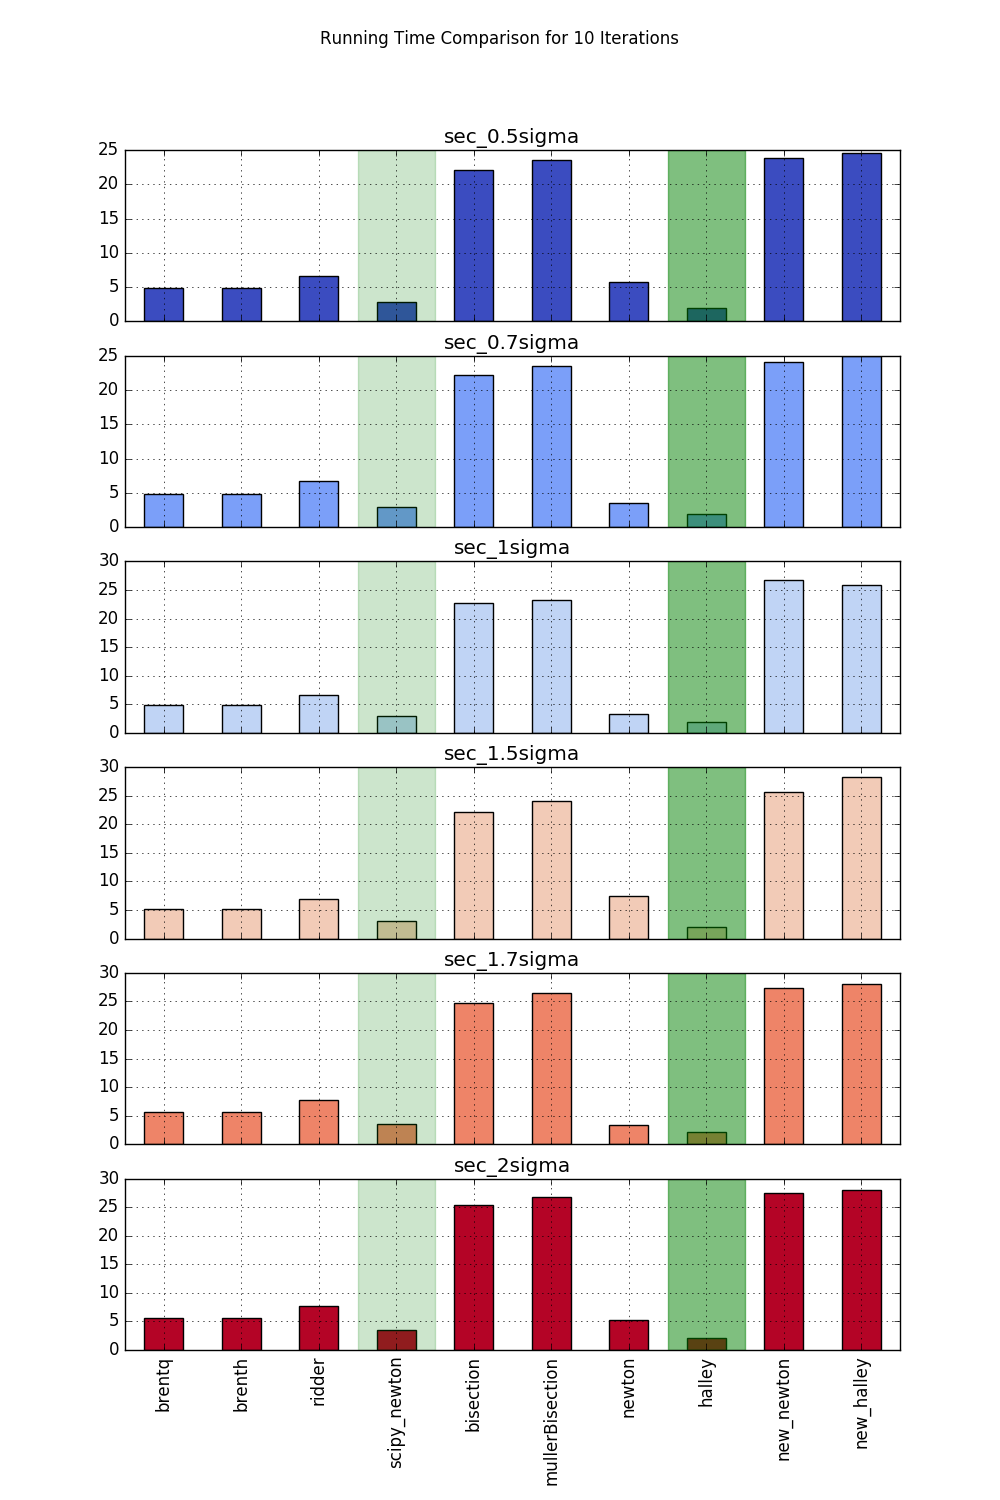 Running Time Comparison for 10 Iterations
sec_0.5sigma
25
20
15
10
5
0
sec_0.7sigma
25
20
15
10
5
0
sec_1sigma
30
25
20
15
10
5
0
sec_1.5sigma
30
25
20
15
10
5
0
sec_1.7sigma
30
25
20
15
10
5
0
sec_2sigma
30
25
20
15
10
5
0
brentq
brenth
ridder
scipy_newton
bisection
mullerBisection
newton
halley
new_newton
new_halley